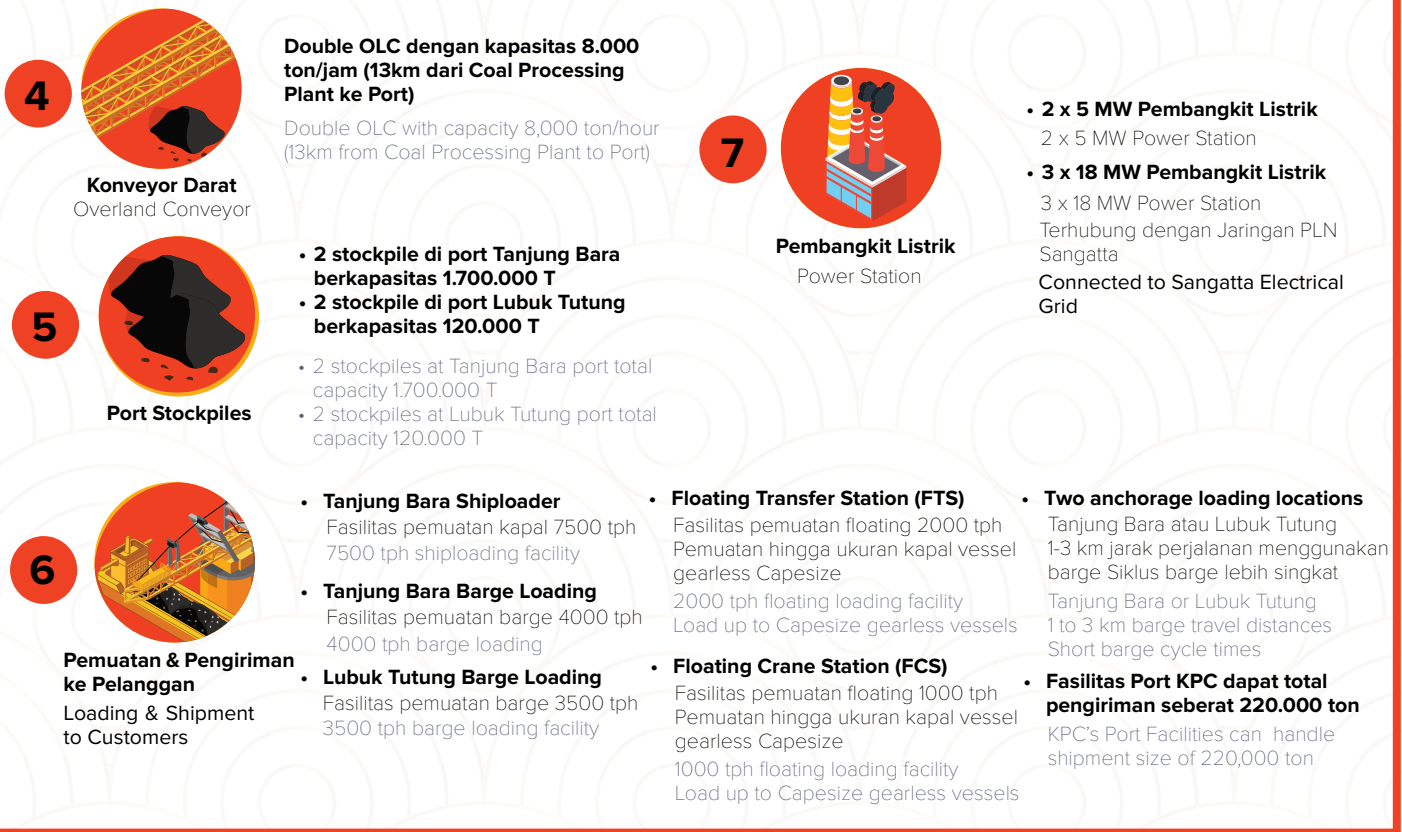 4
Konveyor Darat
Overland Conveyor
Double OLC dengan kapasitas 8.000
ton/jam (13km dari Coal Processing
Plant ke Port)
Double OLC with capacity 8,000 ton/hour
(13km from Coal Processing Plant to Port)
5
Port Stockpiles
• 2 stockpile di port Tanjung Bara
berkapasitas 1.700.000 T
• 2 stockpile di port Lubuk Tutung
berkapasitas 120.000 T
• 2 stockpiles at Tanjung Bara port total
capacity 1.700.000 T
• 2 stockpiles at Lubuk Tutung port total
capacity 120.000 T
7
Pembangkit Listrik
Power Station
• 2 x 5 MW Pembangkit Listrik
2 x 5 MW Power Station
• 3 x 18 MW Pembangkit Listrik
3 x 18 MW Power Station
Terhubung dengan Jaringan PLN
Sangatta
Connected to Sangatta Electrical
Grid
6
Pemuatan & Pengiriman
ke Pelanggan
Loading & Shipment
to Customers
• Tanjung Bara Shiploader
Fasilitas pemuatan kapal 7500 tph
7500 tph shiploading facility
• Tanjung Bara Barge Loading
Fasilitas pemuatan barge 4000 tph
4000 tph barge loading
• Lubuk Tutung Barge Loading
Fasilitas pemuatan barge 3500 tph
3500 tph barge loading facility
• Floating Transfer Station (FTS)
Fasilitas pemuatan floating 2000 tph
Pemuatan hingga ukuran kapal vessel
gearless Capesize
2000 tph floating loading facility
Load up to Capesize gearless vessels
• Floating Crane Station (FCS)
Fasilitas pemuatan floating 1000 tph
Pemuatan hingga ukuran kapal vessel
gearless Capesize
1000 tph floating loading facility
Load up to Capesize gearless vessels
• Two anchorage loading locations
Tanjung Bara atau Lubuk Tutung
1-3 km jarak perjalanan menggunakan
barge Siklus barge lebih singkat
Tanjung Bara or Lubuk Tutung
1 to 3 km barge travel distances
Short barge cycle times
• Fasilitas Port KPC dapat total
pengiriman seberat 220.000 ton
KPC's Port Facilities can handle
shipment size of 220,000 ton